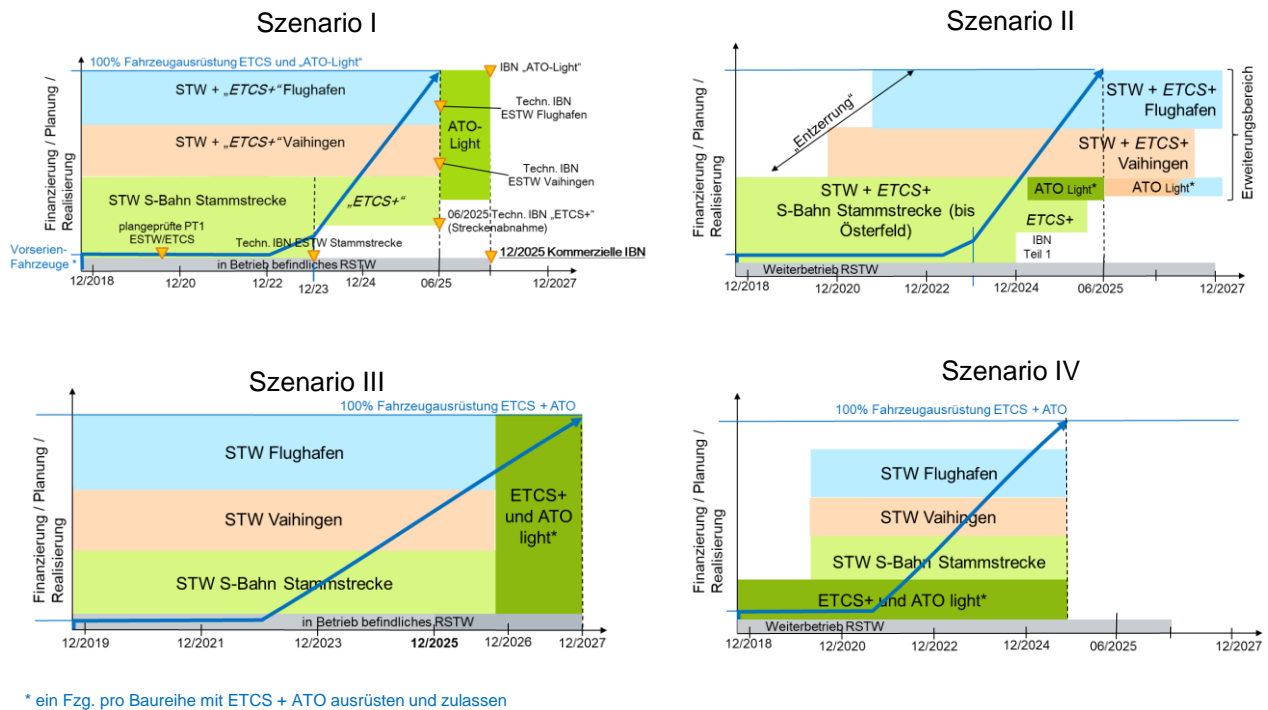 Szenario I
Finanzierung / Planung /
Realisierung
100% Fahrzeugausrüstung ETCS und „ATO-Light“
IBN „ATO-Light“
STW + „ETCS+“Flughafen
Techn. IBN
ESTW Flughafen
ATO-
Light
STW + „ETCS+“Vaihingen
Techn. IBN
ESTW Vaihingen
STW S-Bahn Stammstrecke
„ETCS+“
06/2025 Techn. IBN „ETCS+“
(Streckenabnahme)
plangeprüfte PT1
ESTW/ETCS
Techn. IBN ESTW Stammstrecke
12/2025 Kommerzielle IBN
Vorserien-
Fahrzeuge *
in Betrieb befindliches RSTW
12/2018
12/20
12/22
12/23
12/24
06/25
12/2027
Szenario II
Finanzierung / Planung /
Realisierung
„Entzerrung“
STW + ETCS+
Flughafen
STW + ETCS+
Vaihingen
Erweiterungsbereich
STW + ETCS+
S-Bahn Stammstrecke (bis
Österfeld)
ATO Light*
ATO Light*
ETCS+
IBN
Teil 1
Weiterbetrieb RSTW
12/2018
12/2020
12/2022
12/2024
06/2025
12/2027
Szenario III
Finanzierung / Planung /
Realisierung
100% Fahrzeugausrüstung ETCS + ATO
STW Flughafen
STW Vaihingen
ETCS+
und ATO
light*
STW S-Bahn Stammstrecke
in Betrieb befindliches RSTW
12/2019
12/2021
12/2023
12/2025
12/2026
12/2027
Szenario IV
Finanzierung / Planung /
Realisierung
100% Fahrzeugausrüstung ETCS + ATO
STW Flughafen
STW Vaihingen
STW S-Bahn Stammstrecke
ETCS+ und ATO light*
Weiterbetrieb RSTW
12/2018
12/2020
12/2022
12/2024
06/2025
12/2027
* ein Fzg. pro Baureihe mit ETCS + ATO ausrüsten und zulassen